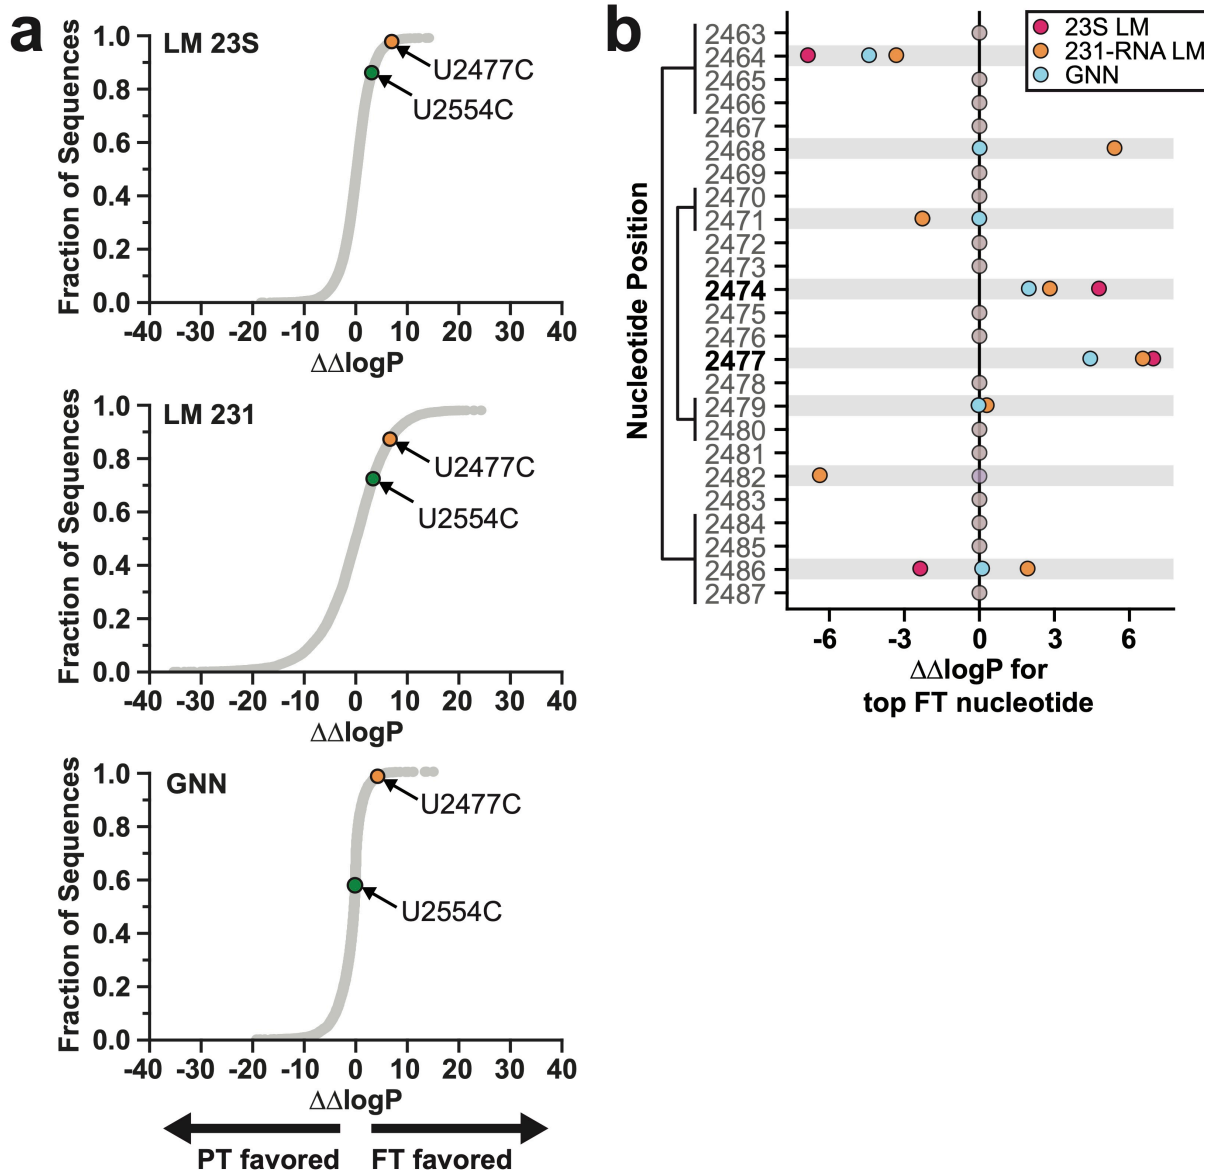 a
LM 23S
Fraction of Sequences
1.0
0.8
0.6
0.4
0.2
0.0
U2477C
U2554C
-40 -30 -20 -10 0 10 20 30 40
ΔΔlogP
LM 231
Fraction of Sequences
1.0
0.8
0.6
0.4
0.2
0.0
U2477C
U2554C
-40 -30 -20 -10 0 10 20 30 40
ΔΔlogP
GNN
Fraction of Sequences
1.0
0.8
0.6
0.4
0.2
0.0
U2477C
U2554C
-40 -30 -20 -10 0 10 20 30 40
ΔΔlogP
PT favored FT favored
b
23S LM
231-RNA LM
GNN
Nucleotide Position
2463
2464
2465
2466
2467
2468
2469
2470
2471
2472
2473
2474
2475
2476
2477
2478
2479
2480
2481
2482
2483
2484
2485
2486
2487
-6 -3 0 3 6
ΔΔlogP for
top FT nucleotide